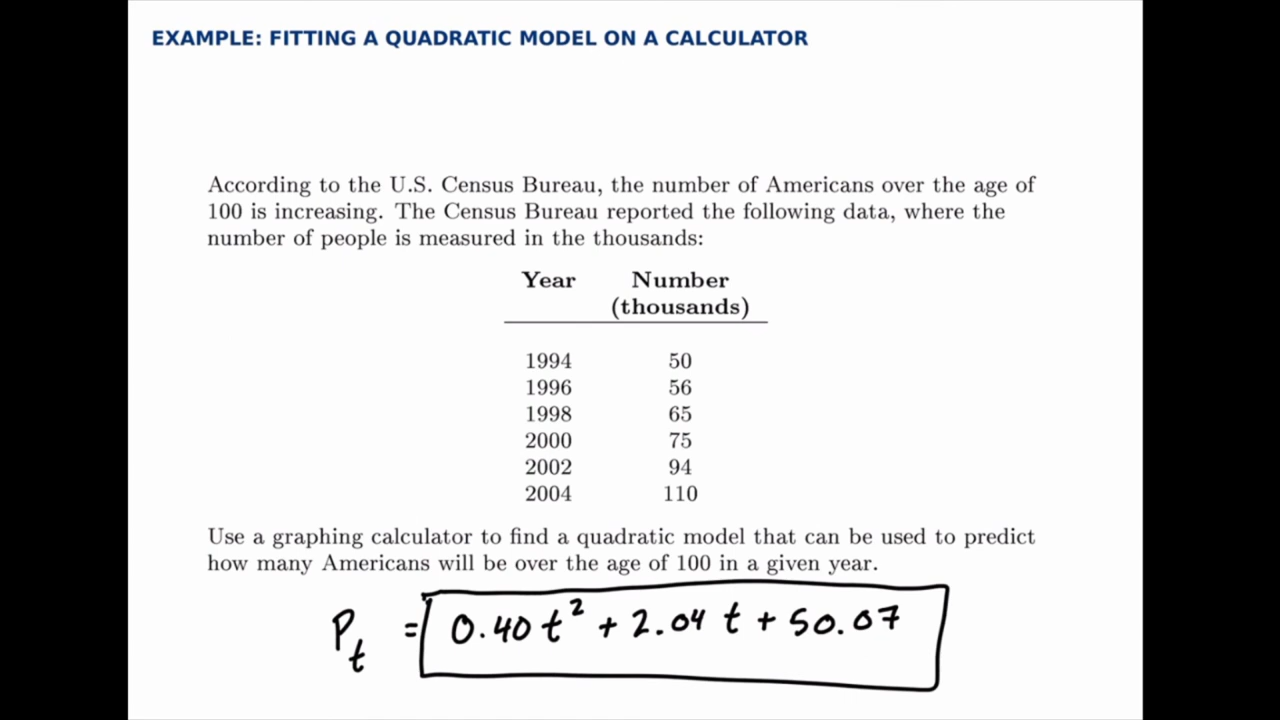 EXAMPLE: FITTING A QUADRATIC MODEL ON A CALCULATOR
According to the U.S. Census Bureau, the number of Americans over the age of
100 is increasing. The Census Bureau reported the following data, where the
number of people is measured in the thousands:
Year Number
(thousands)
1994 50
1996 56
1998 65
2000 75
2002 94
2004 110
Use a graphing calculator to find a quadratic model that can be used to predict
how many Americans will be over the age of 100 in a given year.
P_t = 0.40 t² + 2.04 t + 50.07